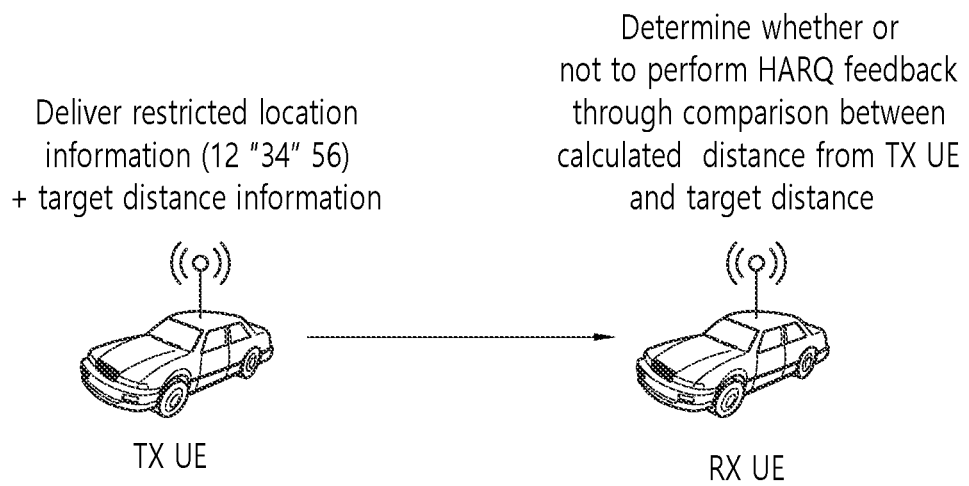 Deliver restricted location
information (12 "34" 56)
+ target distance information
TX UE
Determine whether or
not to perform HARQ feedback
through comparison between
calculated distance from TX UE
and target distance
RX UE